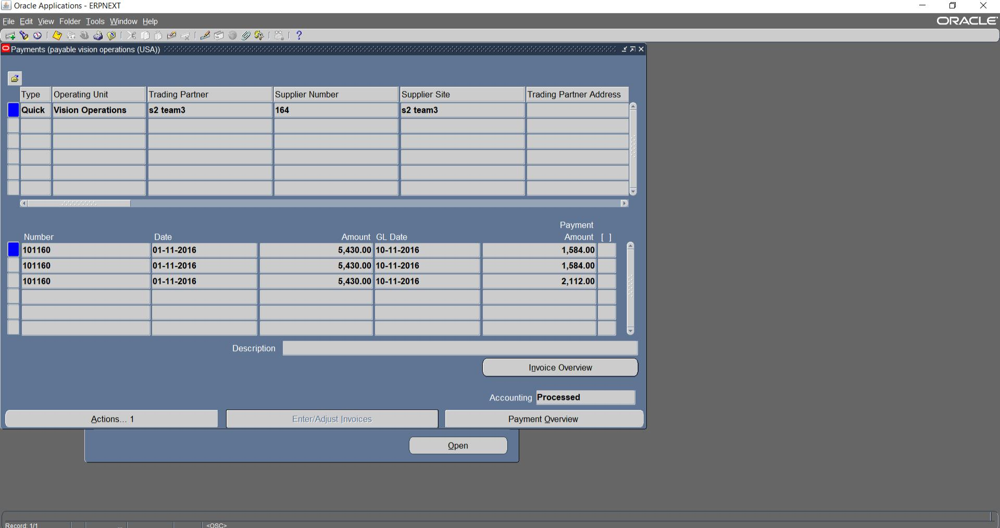 Oracle Applications - ERPNEXT
File Edit View Folder Tools Window Help
ORACLE
Payments (payable vision operations (USA))
Type Operating Unit Trading Partner Supplier Number Supplier Site Trading Partner Address
Quick Vision Operations s2 team3 164 s2 team3
Payment
Number Date Amount GL Date Amount [ ]
101160 01-11-2016 5,430.00 10-11-2016 1,584.00
101160 01-11-2016 5,430.00 10-11-2016 1,584.00
101160 01-11-2016 5,430.00 10-11-2016 2,112.00
Description
Invoice Overview
Accounting Processed
Actions... 1 Enter/Adjust Invoices Payment Overview
Open
Record: 1/1 ... <OSC>